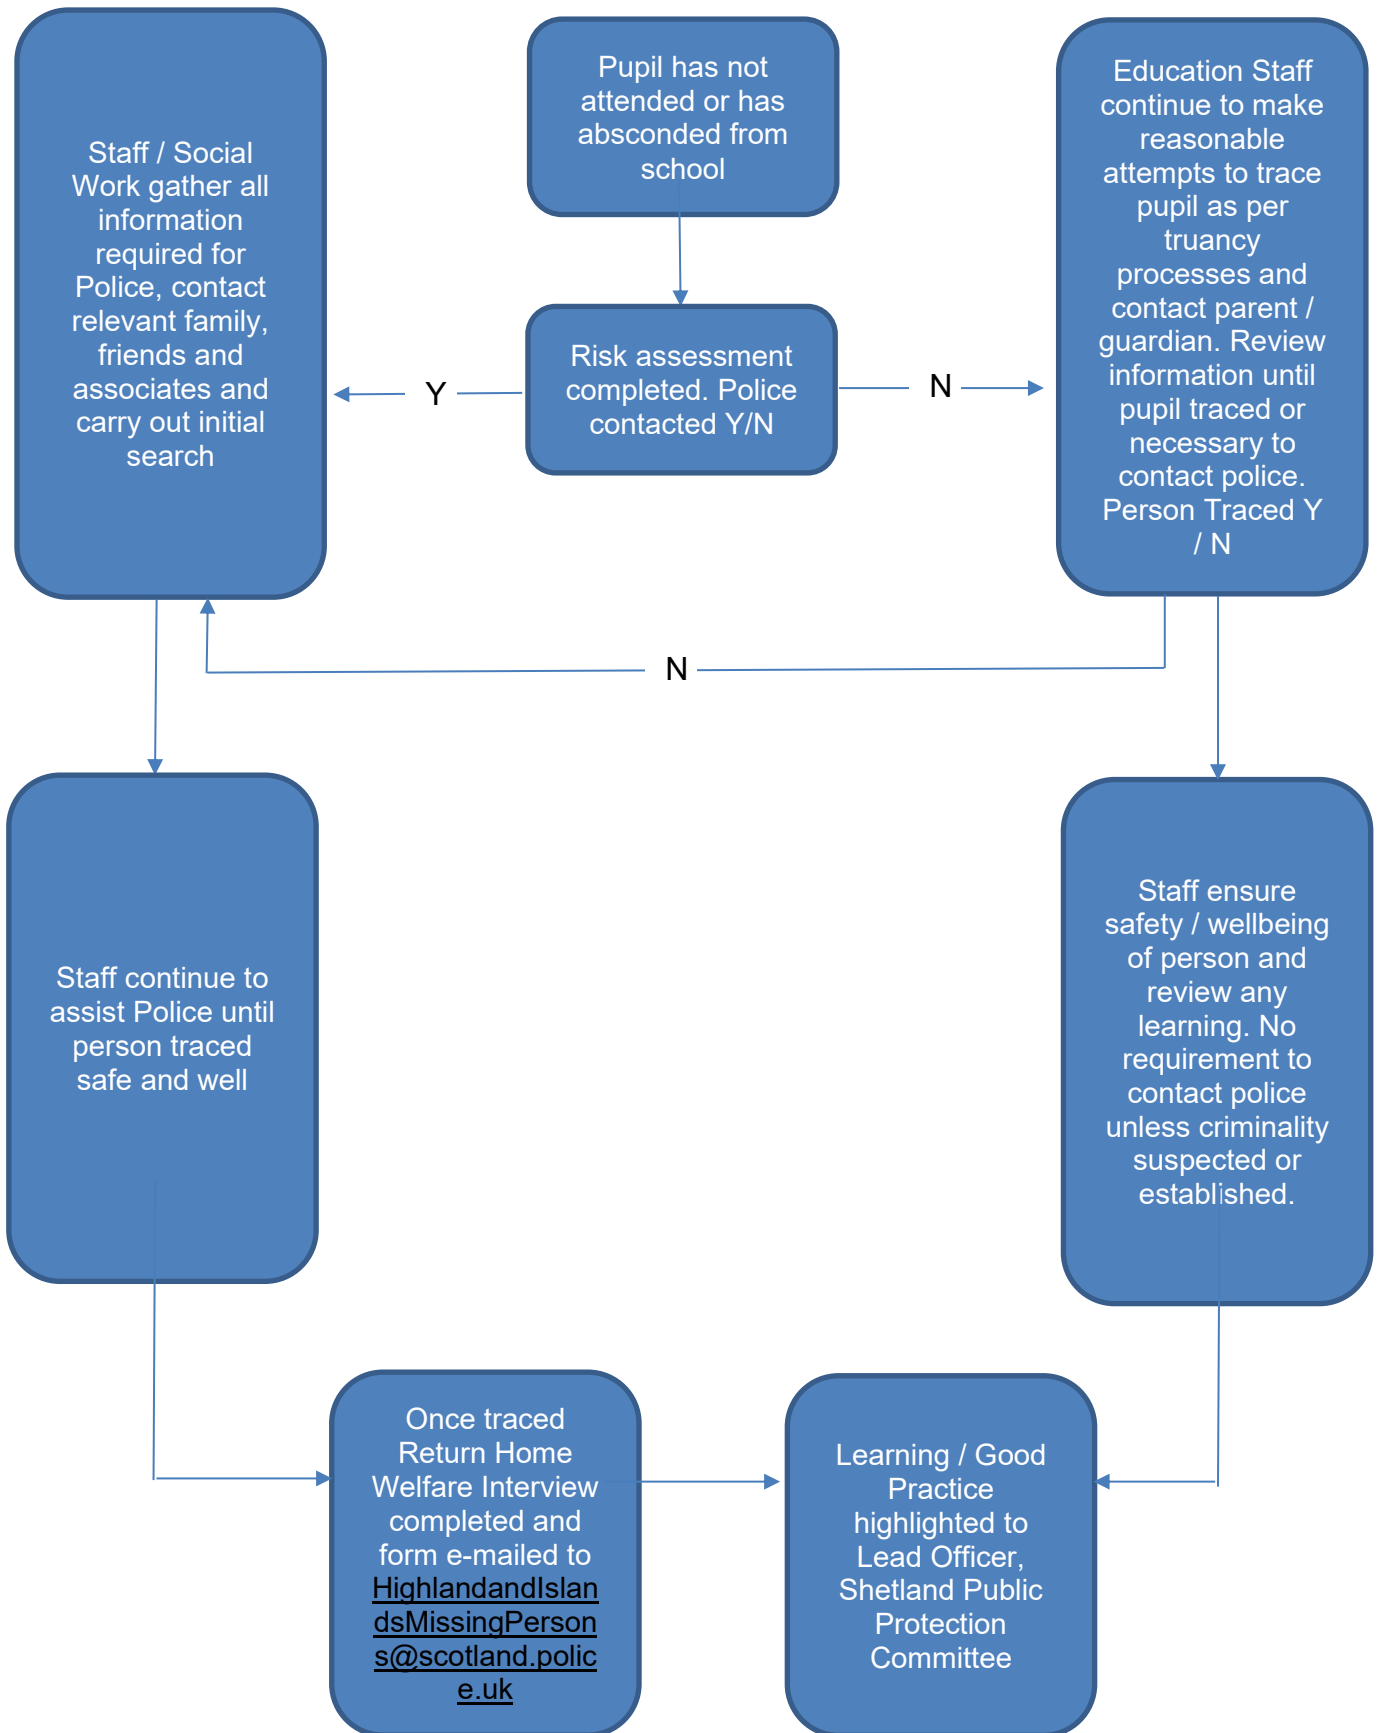 Pupil has not
attended or has
absconded from
school
Risk assessment
completed. Police
contacted Y/N
Y
N
Staff / Social
Work gather all
information
required for
Police, contact
relevant family,
friends and
associates and
carry out initial
search
Education Staff
continue to make
reasonable
attempts to trace
pupil as per
truancy
processes and
contact parent /
guardian. Review
information until
pupil traced or
necessary to
contact police.
Person Traced Y
/ N
N
Staff continue to
assist Police until
person traced
safe and well
Staff ensure
safety / wellbeing
of person and
review any
learning. No
requirement to
contact police
unless criminality
suspected or
established.
Once traced
Return Home
Welfare Interview
completed and
form e-mailed to
HighlandandIslan
dsMissingPerson
s@scotland.polic
e.uk
Learning / Good
Practice
highlighted to
Lead Officer,
Shetland Public
Protection
Committee